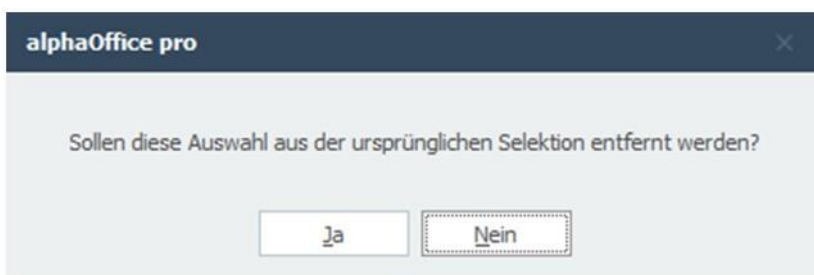 alphaOffice pro
Sollen diese Auswahl aus der ursprünglichen Selektion entfernt werden?
Ja
Nein